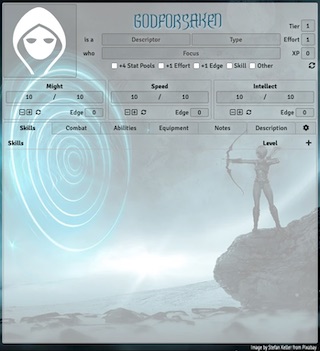 GODFORSAKEN
Tier 1
is a Descriptor Type Effort 1
who Focus XP 0
+4 Stat Pools +1 Effort +1 Edge Skill Other
Might Speed Intellect
10 / 10 10 / 10 10 / 10
Edge 0 Edge 0 Edge 0
Skills Combat Abilities Equipment Notes Description
Skills Level +
Image by Stefan Keller from Pixabay